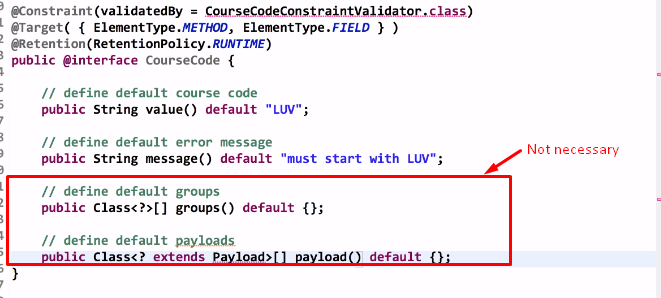 @Constraint(validatedBy = CourseCodeConstraintValidator.class)
@Target( { ElementType.METHOD, ElementType.FIELD } )
@Retention(RetentionPolicy.RUNTIME)
public @interface CourseCode {
// define default course code
public String value() default "LUV";
// define default error message
public String message() default "must start with LUV";
Not necessary
// define default groups
public Class<?>[] groups() default {};
// define default payloads
public Class<? extends Payload>[] payload() default {};
}